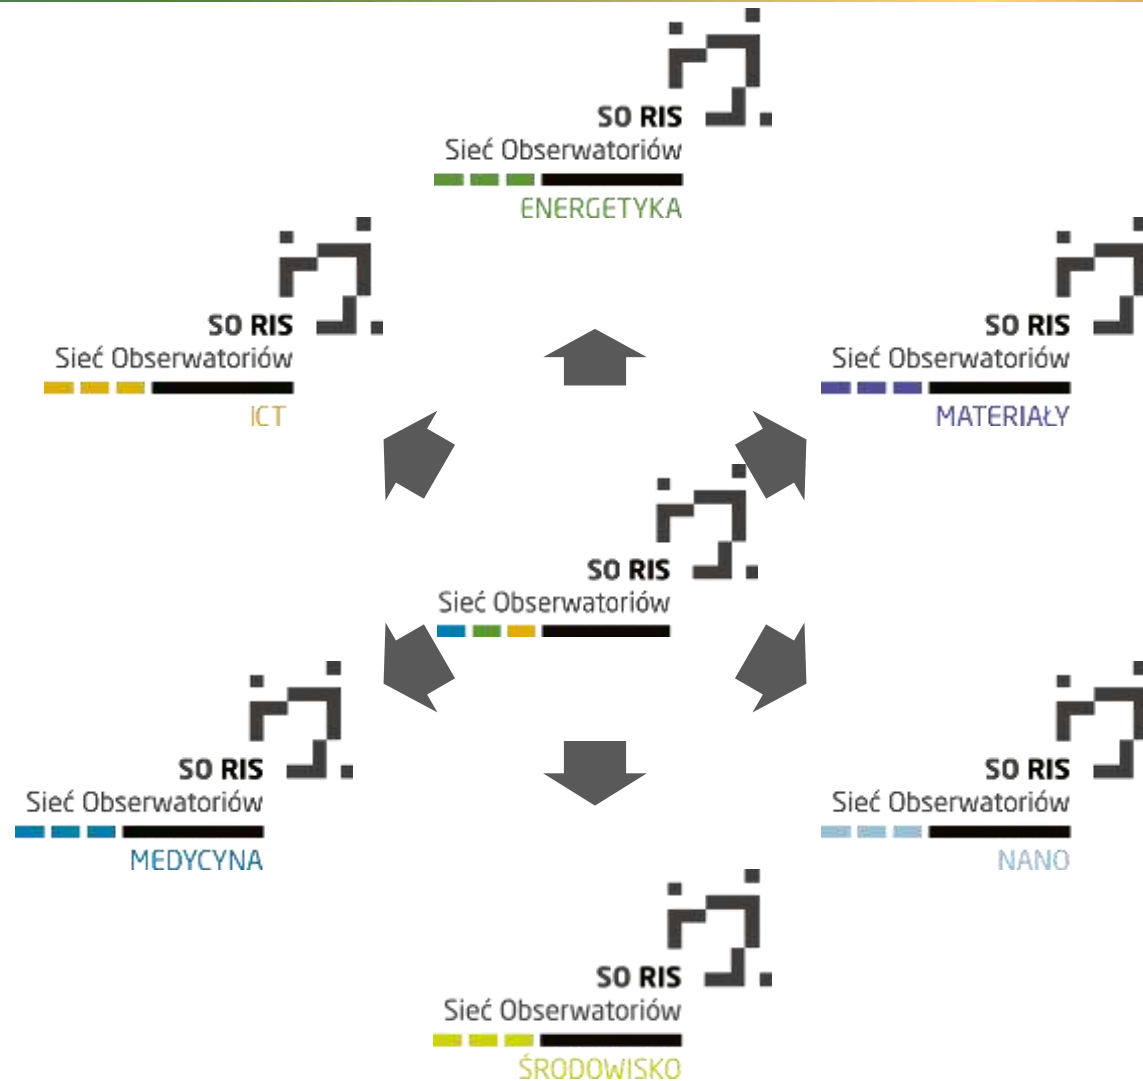 SO RIS
Sieć Obserwatoriów
ENERGETYKA
SO RIS
Sieć Obserwatoriów
ICT
SO RIS
Sieć Obserwatoriów
MATERIAŁY
SO RIS
Sieć Obserwatoriów
SO RIS
Sieć Obserwatoriów
MEDYCYNA
SO RIS
Sieć Obserwatoriów
NANO
SO RIS
Sieć Obserwatoriów
ŚRODOWISKO